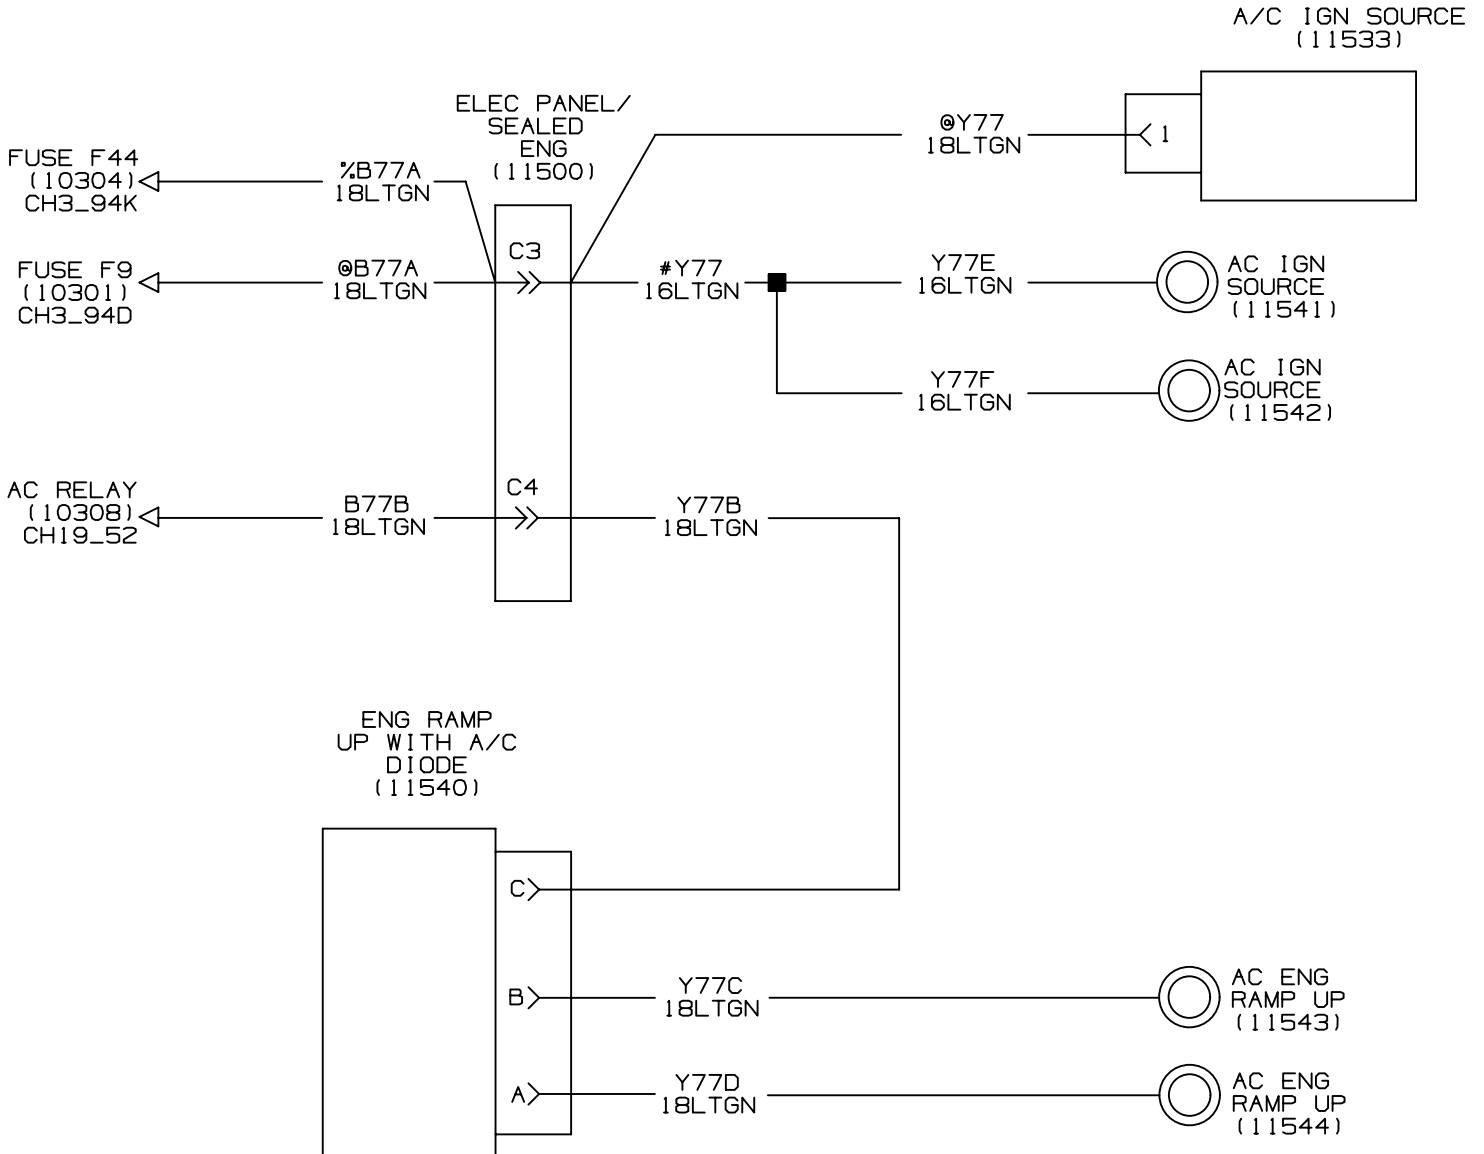 A/C IGN SOURCE
(11533)
ELEC PANEL/
SEALED
ENG
(11500)
@Y77
18LTGN
1
FUSE F44
(10304)
CH3_94K
%B77A
18LTGN
C3
FUSE F9
(10301)
CH3_94D
@B77A
18LTGN
#Y77
16LTGN
Y77E
16LTGN
AC IGN
SOURCE
(11541)
Y77F
16LTGN
AC IGN
SOURCE
(11542)
AC RELAY
(10308)
CH19_52
B77B
18LTGN
C4
Y77B
18LTGN
ENG RAMP
UP WITH A/C
DIODE
(11540)
C
B
Y77C
18LTGN
AC ENG
RAMP UP
(11543)
A
Y77D
18LTGN
AC ENG
RAMP UP
(11544)